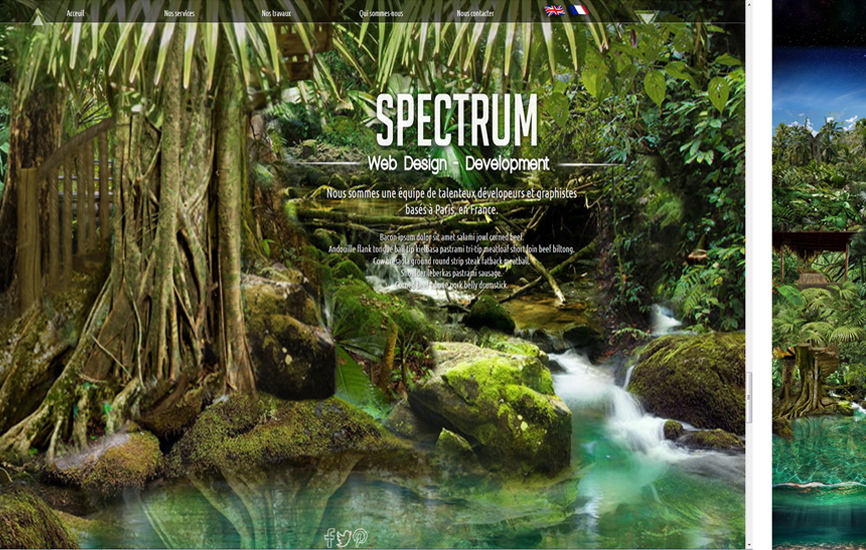 Acceuil Nos services Nos travaux Qui sommes-nous Nous contacter
SPECTRUM
Web Design - Development
Nous sommes une équipe de talenteux dévelopeurs et graphistes
basés à Paris, en France.
Bacon ipsum dolor sit amet salami jowl corned beef.
Andouille flank tongue ball tip kielbasa pastrami tri-tip meatloaf short loin beef biltong.
Cow bresaola ground round strip steak fatback meatball.
Shoulder leberkas pastrami sausage.
pork belly drumstick.